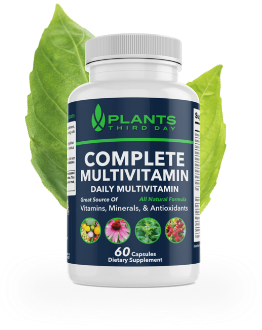 PLANTS
THIRD DAY
COMPLETE
MULTIVITAMIN
DAILY MULTIVITAMIN
Great Source Of All Natural Formula
Vitamins, Minerals, & Antioxidants
60 Capsules
Dietary Supplement